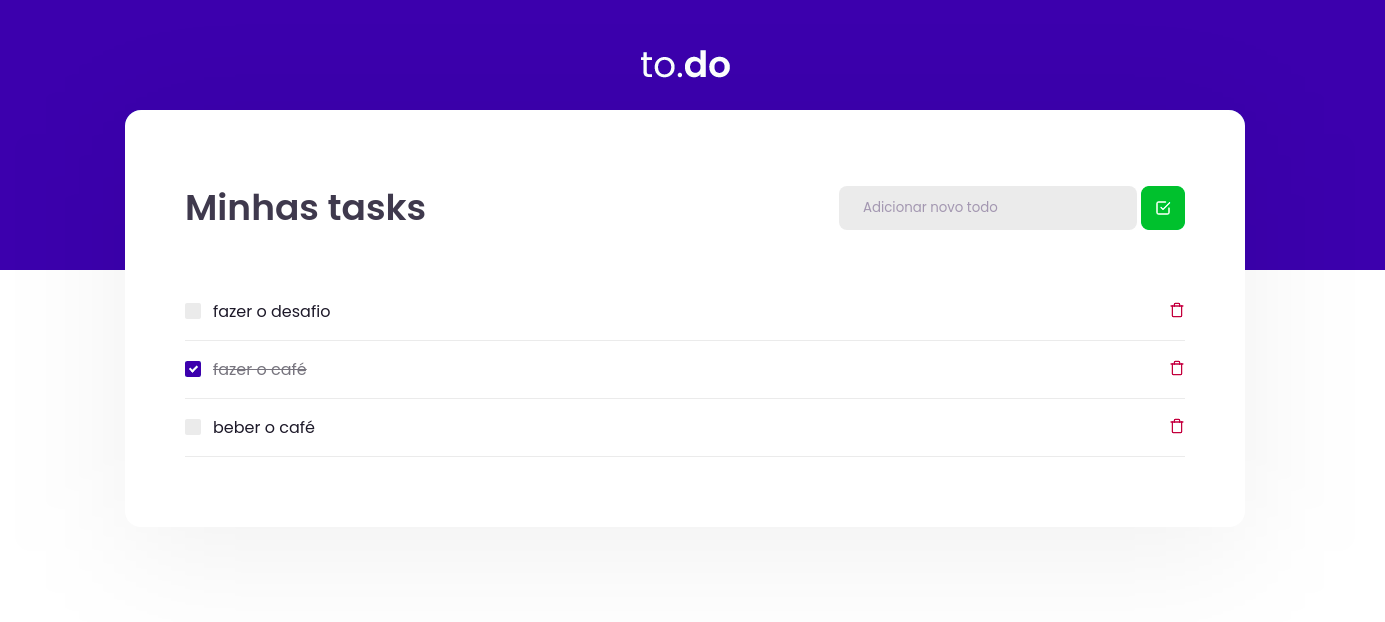 to.do
Minhas tasks
Adicionar novo todo
fazer o desafio
fazer o café
beber o café